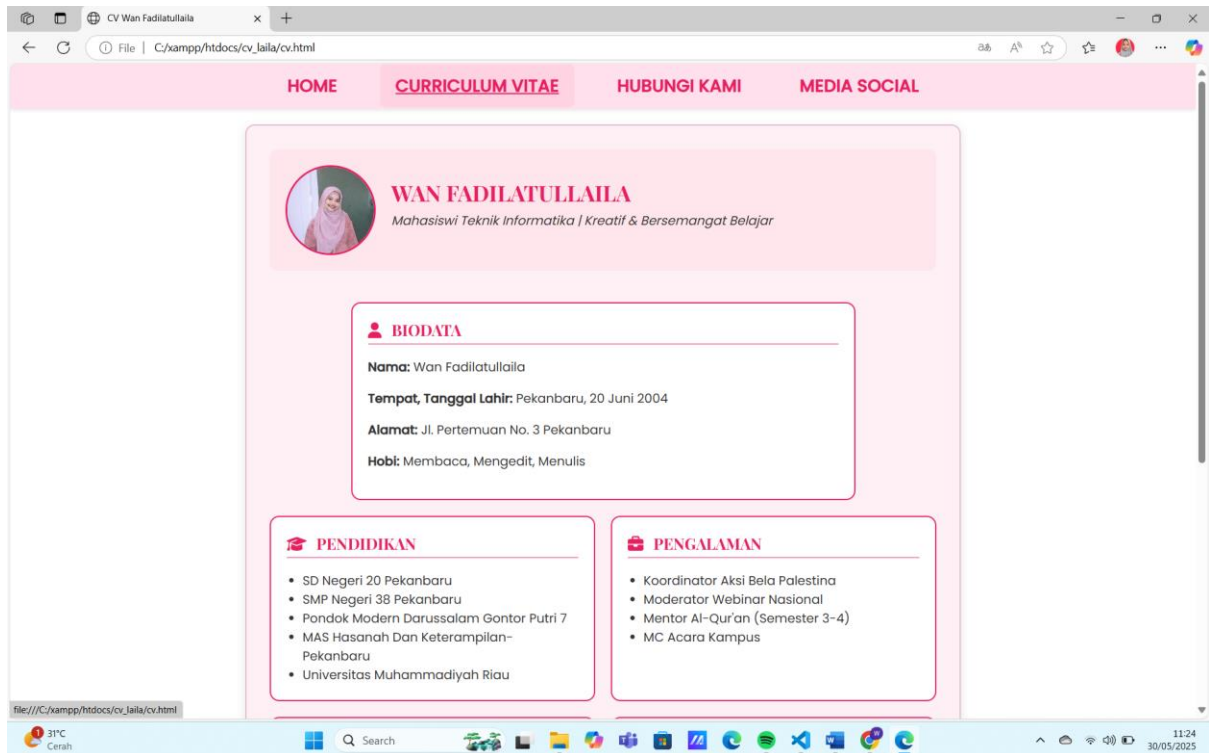 CV Wan Fadilatullaila
File | C:/xampp/htdocs/cv_laila/cv.html
HOME CURRICULUM VITAE HUBUNGI KAMI MEDIA SOCIAL
WAN FADILATULLAILA
Mahasiswi Teknik Informatika | Kreatif & Bersemangat Belajar
BIODATA
Nama: Wan Fadilatullaila
Tempat, Tanggal Lahir: Pekanbaru, 20 Juni 2004
Alamat: Jl. Pertemuan No. 3 Pekanbaru
Hobi: Membaca, Mengedit, Menulis
PENDIDIKAN
• SD Negeri 20 Pekanbaru
• SMP Negeri 38 Pekanbaru
• Pondok Modern Darussalam Gontor Putri 7
• MAS Hasanah Dan Keterampilan-
Pekanbaru
• Universitas Muhammadiyah Riau
PENGALAMAN
• Koordinator Aksi Bela Palestina
• Moderator Webinar Nasional
• Mentor Al-Qur'an (Semester 3-4)
• MC Acara Kampus
file:///C:/xampp/htdocs/cv_laila/cv.html
1
31°C
Cerah
Search
11:24
30/05/2025